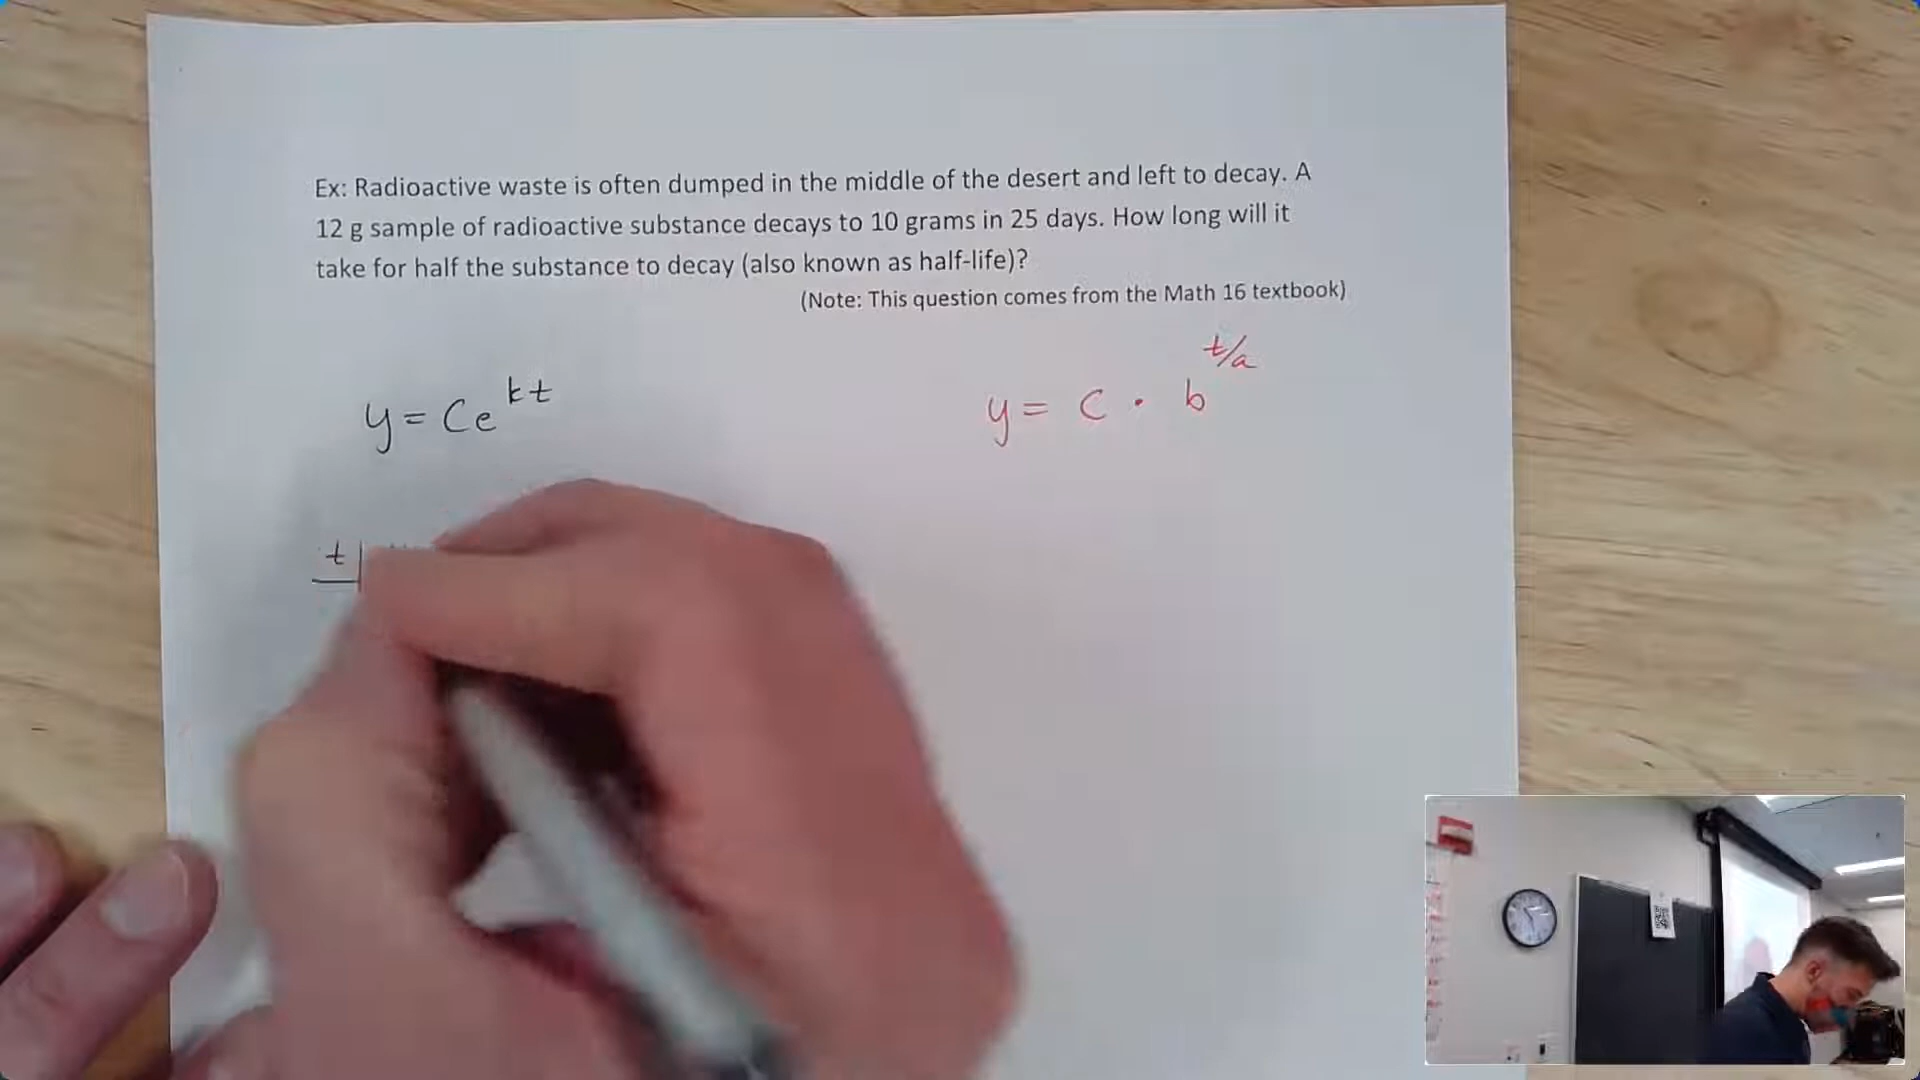 Ex: Radioactive waste is often dumped in the middle of the desert and left to decay. A
12 g sample of radioactive substance decays to 10 grams in 25 days. How long will it
take for half the substance to decay (also known as half-life)?
(Note: This question comes from the Math 16 textbook)
y = Ce^kt
y = C · b^t/a
t